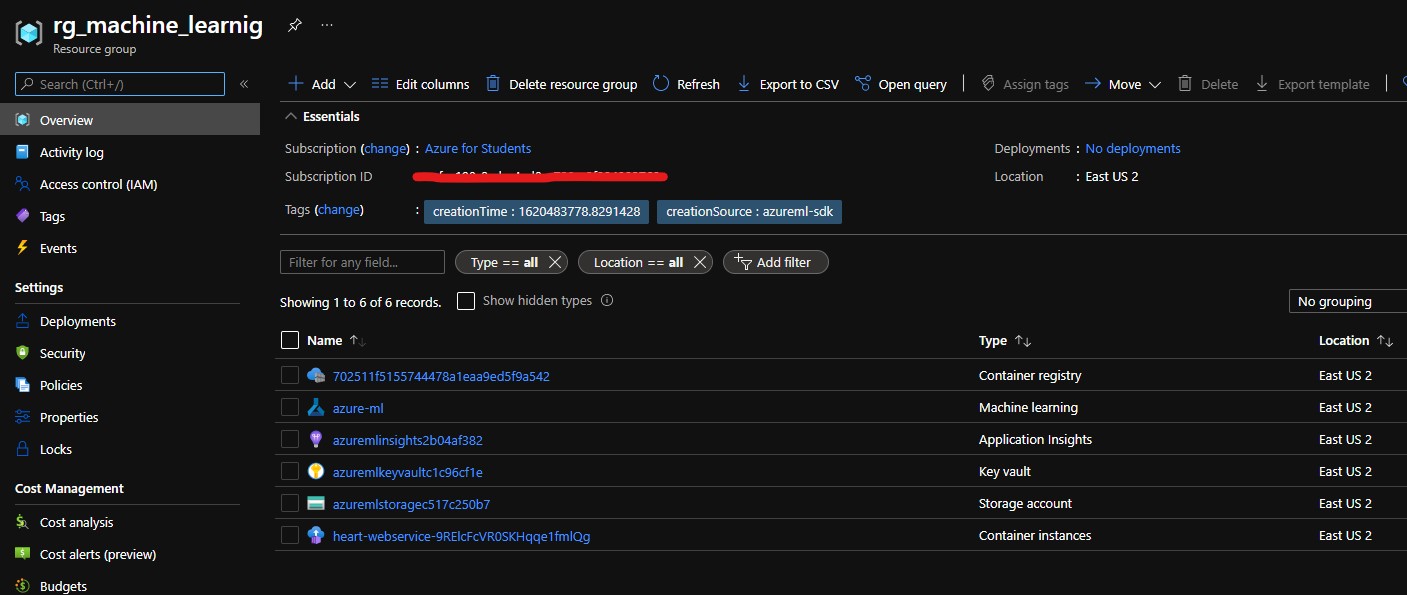 rg_machine_learnig
Resource group
Search (Ctrl+/)
Overview
Activity log
Access control (IAM)
Tags
Events
Settings
Deployments
Security
Policies
Properties
Locks
Cost Management
Cost analysis
Cost alerts (preview)
Budgets
Add Edit columns Delete resource group Refresh Export to CSV Open query Assign tags Move Delete Export template
Essentials
Subscription (change) : Azure for Students
Deployments : No deployments
Subscription ID
Location : East US 2
Tags (change) : creationTime : 1620483778.8291428 creationSource : azureml-sdk
Filter for any field... Type == all Location == all Add filter
Showing 1 to 6 of 6 records. Show hidden types
No grouping
Name Type Location
702511f5155744478a1eaa9ed5f9a542 Container registry East US 2
azure-ml Machine learning East US 2
azuremlinsights2b04af382 Application Insights East US 2
azuremlkeyvaultc1c96cf1e Key vault East US 2
azuremlstoragec517c250b7 Storage account East US 2
heart-webservice-9RElcFcVR0SKHqqe1fmlQg Container instances East US 2